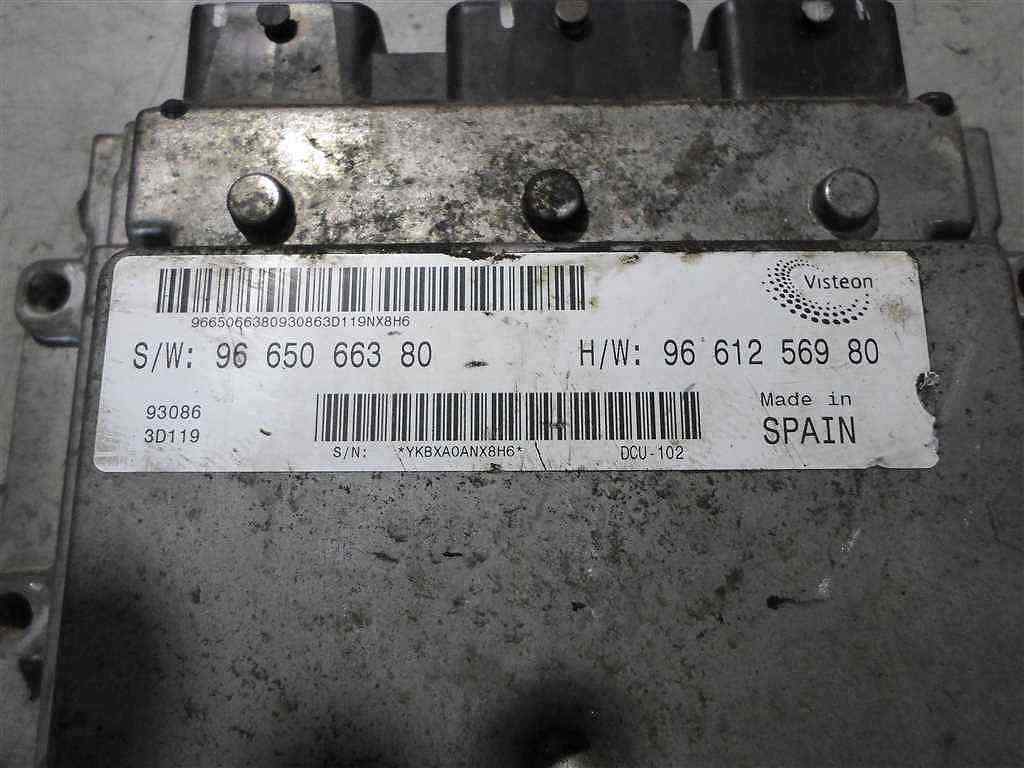 Visteon
9665066380930863D119NX8H6
S/W: 96 650 663 80
H/W: 96 612 569 80
93086
3D119
Made in
SPAIN
S/N: *YKBXA0ANX8H6*
DCU-102